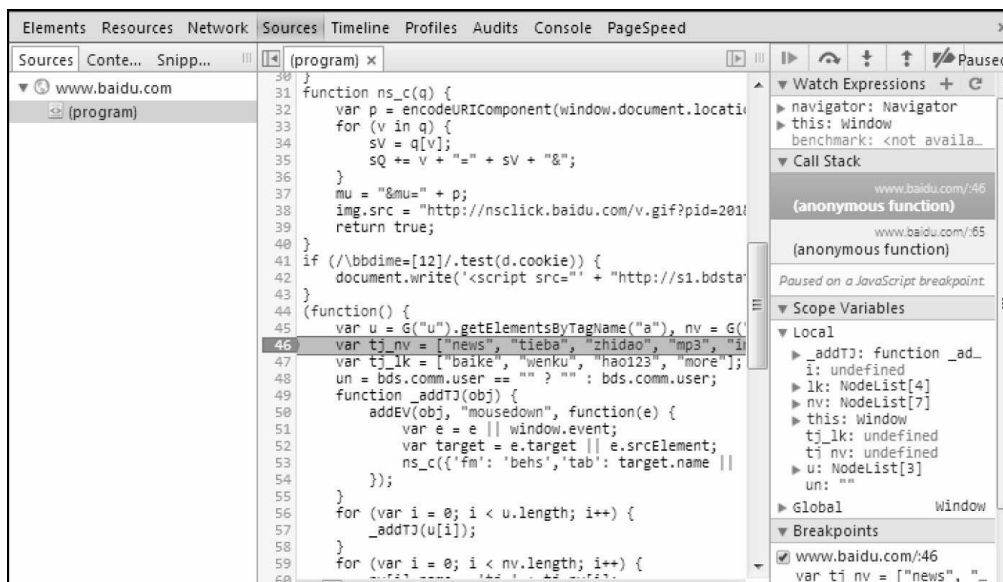 Elements Resources Network Sources Timeline Profiles Audits Console PageSpeed
Sources Conte... Snipp...
www.baidu.com
(program)
(program) ×
30 }
31 function ns_c(q) {
32 var p = encodeURIComponent(window.document.locati
33 for (v in q) {
34 sV = q[v];
35 sQ += v + "=" + sV + "&";
36 }
37 mu = "&mu=" + p;
38 img.src = "http://nsclick.baidu.com/v.gif?pid=201&
39 return true;
40 }
41 if (/\bbdime=[12]/.test(d.cookie)) {
42 document.write('<script src="' + "http://s1.bdsta
43 }
44 (function() {
45 var u = G("u").getElementsByTagName("a"), nv = G("
46 var tj_nv = ["news", "tieba", "zhidao", "mp3", "i
47 var tj_lk = ["baike", "wenku", "hao123", "more"];
48 un = bds.comm.user == "" ? "" : bds.comm.user;
49 function _addTJ(obj) {
50 addEV(obj, "mousedown", function(e) {
51 var e = e || window.event;
52 var target = e.target || e.srcElement;
53 ns_c({'fm': 'behs','tab': target.name ||
54 });
55 }
56 for (var i = 0; i < u.length; i++) {
57 _addTJ(u[i]);
58 }
59 for (var i = 0; i < nv.length; i++) {
Paused
Watch Expressions + C
navigator: Navigator
this: Window
benchmark: <not availa...
Call Stack
www.baidu.com/:46
(anonymous function)
www.baidu.com/:65
(anonymous function)
Paused on a JavaScript breakpoint.
Scope Variables
Local
_addTJ: function _ad...
i: undefined
lk: NodeList[4]
nv: NodeList[7]
this: Window
tj_lk: undefined
tj_nv: undefined
u: NodeList[3]
un: ""
Global Window
Breakpoints
www.baidu.com/:46
var tj_nv = ["news", "...